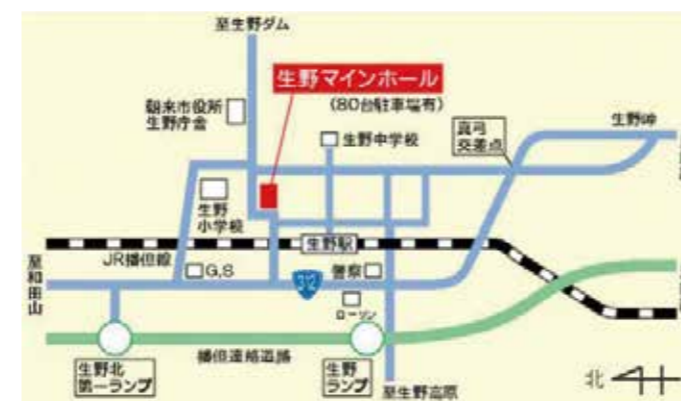 至生野ダム
生野マインホール
(80台駐車場有)
朝来市役所
生野庁舎
生野中学校
真弓
交差点
生野峠
生野
小学校
生野駅
JR播但線
G.S
312
警察
ローソン
至和田山
生野北
第一ランプ
播但連絡道路
生野
ランプ
至生野高原
北